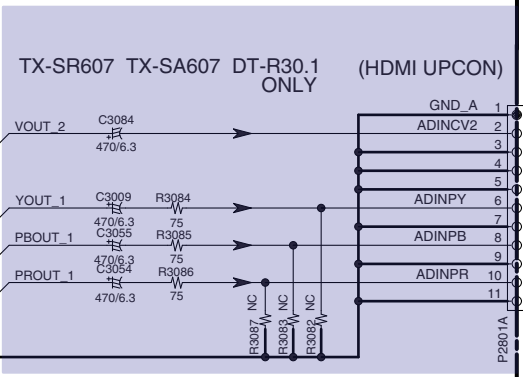 TX-SR607 TX-SA607 DT-R30.1 (HDMI UPCON)
ONLY
GND_A 1
VOUT_2 C3084 ADINCV2 2
470/6.3 3
4
5
YOUT_1 C3009 R3084 ADINPY 6
470/6.3 75 7
PBOUT_1 C3055 R3085 ADINPB 8
470/6.3 75 9
PROUT_1 C3054 R3086 ADINPR 10
470/6.3 75 11
R3087 NC
R3083 NC
R3082 NC
P2801A